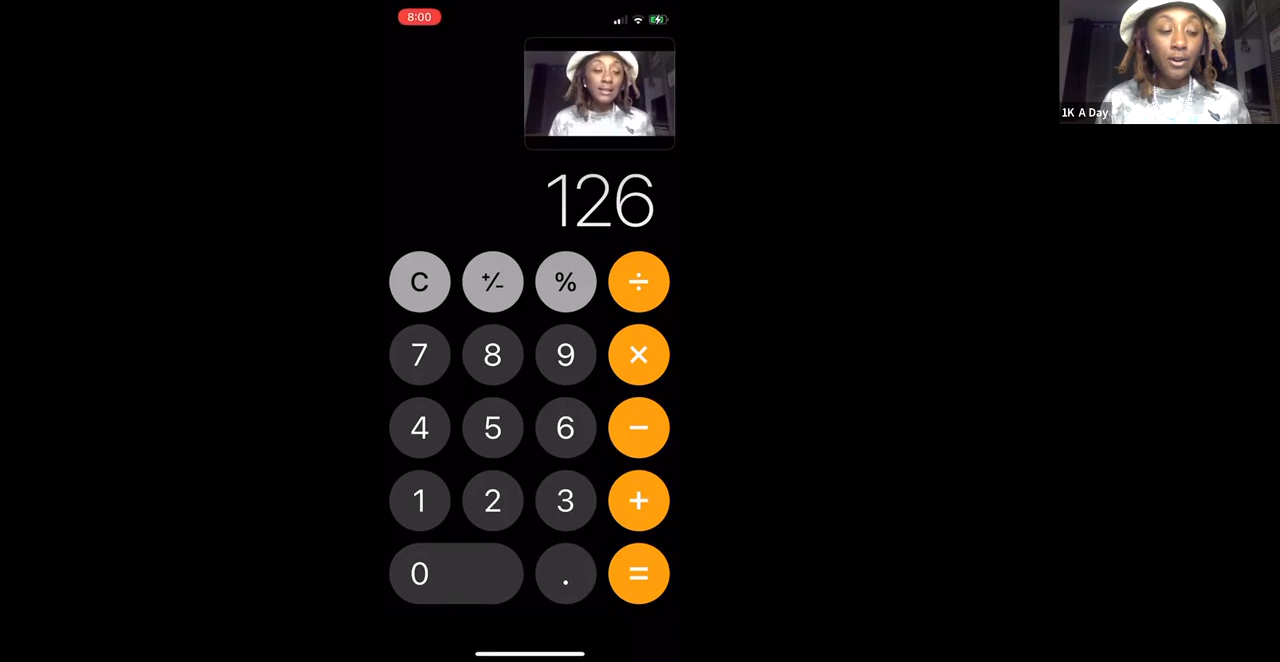 8:00
1K A Day
126
C +/- % ÷
7 8 9 ×
4 5 6 −
1 2 3 +
0 . =